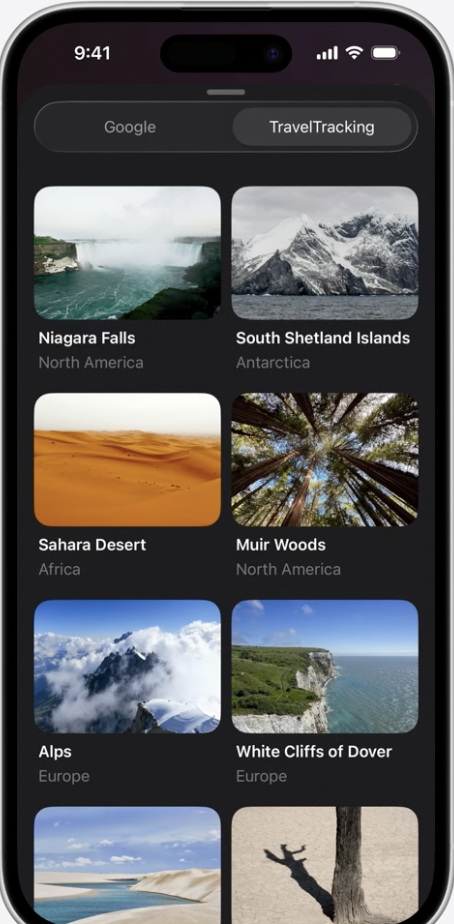 9:41
Google
TravelTracking
Niagara Falls
North America
South Shetland Islands
Antarctica
Sahara Desert
Africa
Muir Woods
North America
Alps
Europe
White Cliffs of Dover
Europe